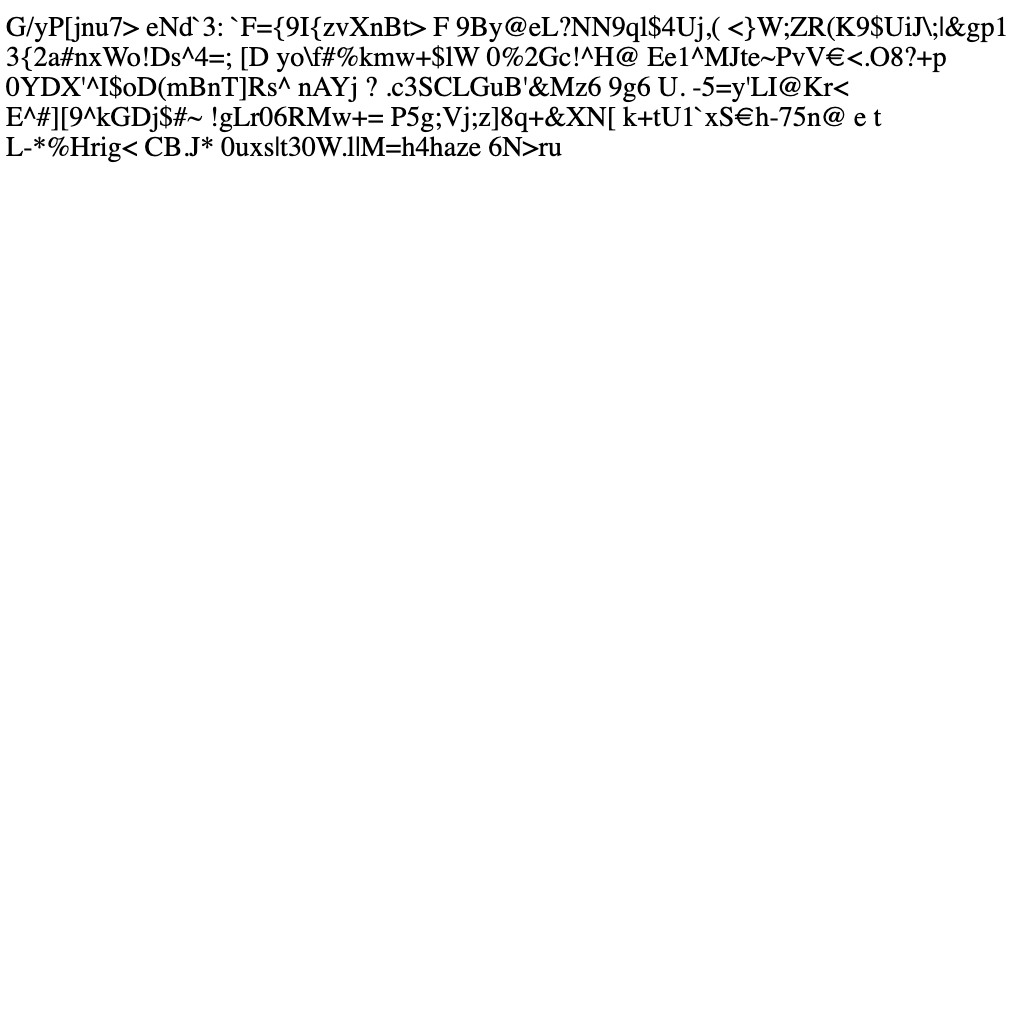 G/yP[jnu7> eNd`3: `F={9I{zvXnBt> F 9By@eL?NN9ql$4Uj,( <}W;ZR(K9$UiJ\;l&gp1
3{2a#nxWo!Ds^4=; [D yo\f#%kmw+$lW 0%2Gc!^H@ Ee1^MJte~PvV€<.O8?+p
0YDX'^I$oD(mBnT]Rs^ nAYj ? .c3SCLGuB'&Mz6 9g6 U. -5=y'LI@Kr<
E^#][9^kGDj$#~ !gLr06RMw+= P5g;Vj;z]8q+&XN[ k+tU1`xS€h-75n@ e t
L-*%Hrig< CB.J* 0uxs|t30W.l|M=h4haze 6N>ru